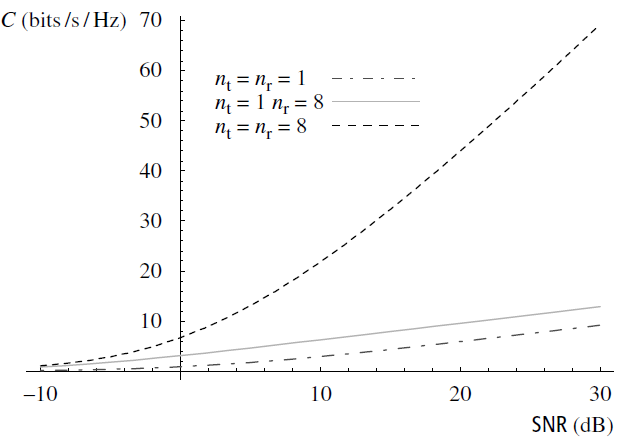 C (bits/s/Hz) 70
60
n_t = n_r = 1
n_t = 1 n_r = 8
50
n_t = n_r = 8
40
30
20
10
−10 10 20 30
SNR (dB)